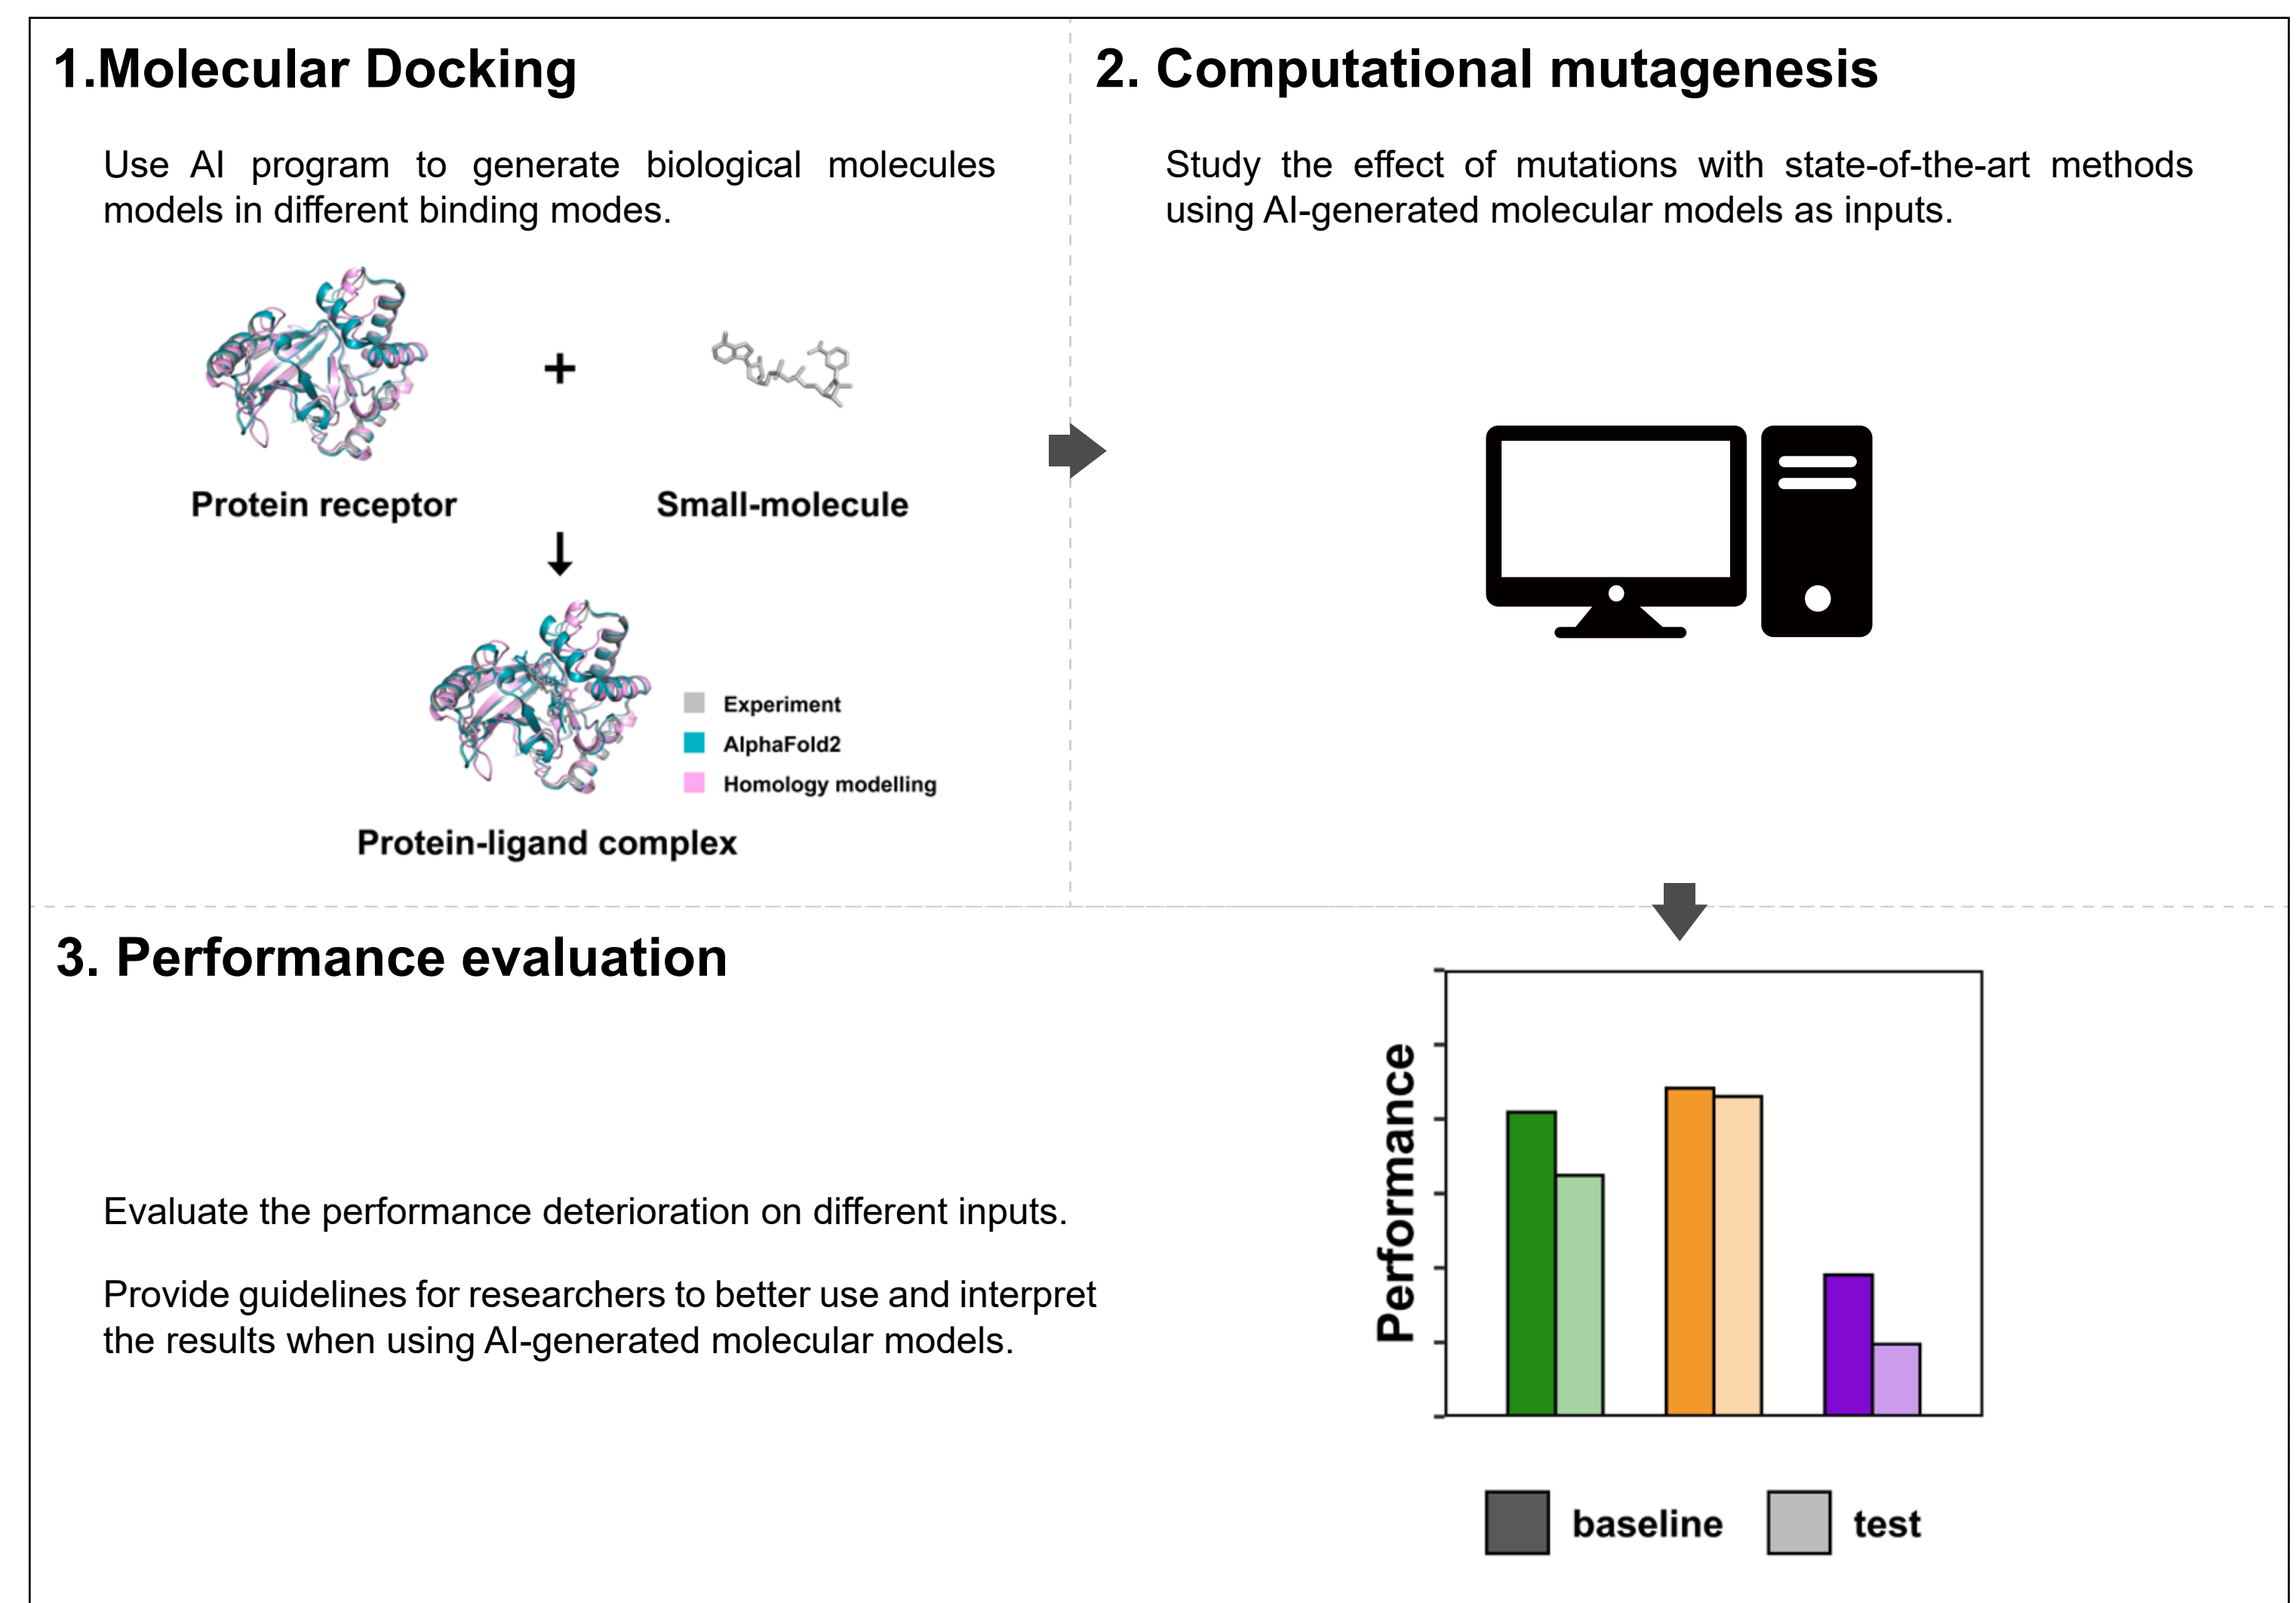 1.Molecular Docking
Use AI program to generate biological molecules
models in different binding modes.
+
Protein receptor
Small-molecule
Experiment
AlphaFold2
Homology modelling
Protein-ligand complex
2. Computational mutagenesis
Study the effect of mutations with state-of-the-art methods
using AI-generated molecular models as inputs.
3. Performance evaluation
Evaluate the performance deterioration on different inputs.
Provide guidelines for researchers to better use and interpret
the results when using AI-generated molecular models.
Performance
baseline
test